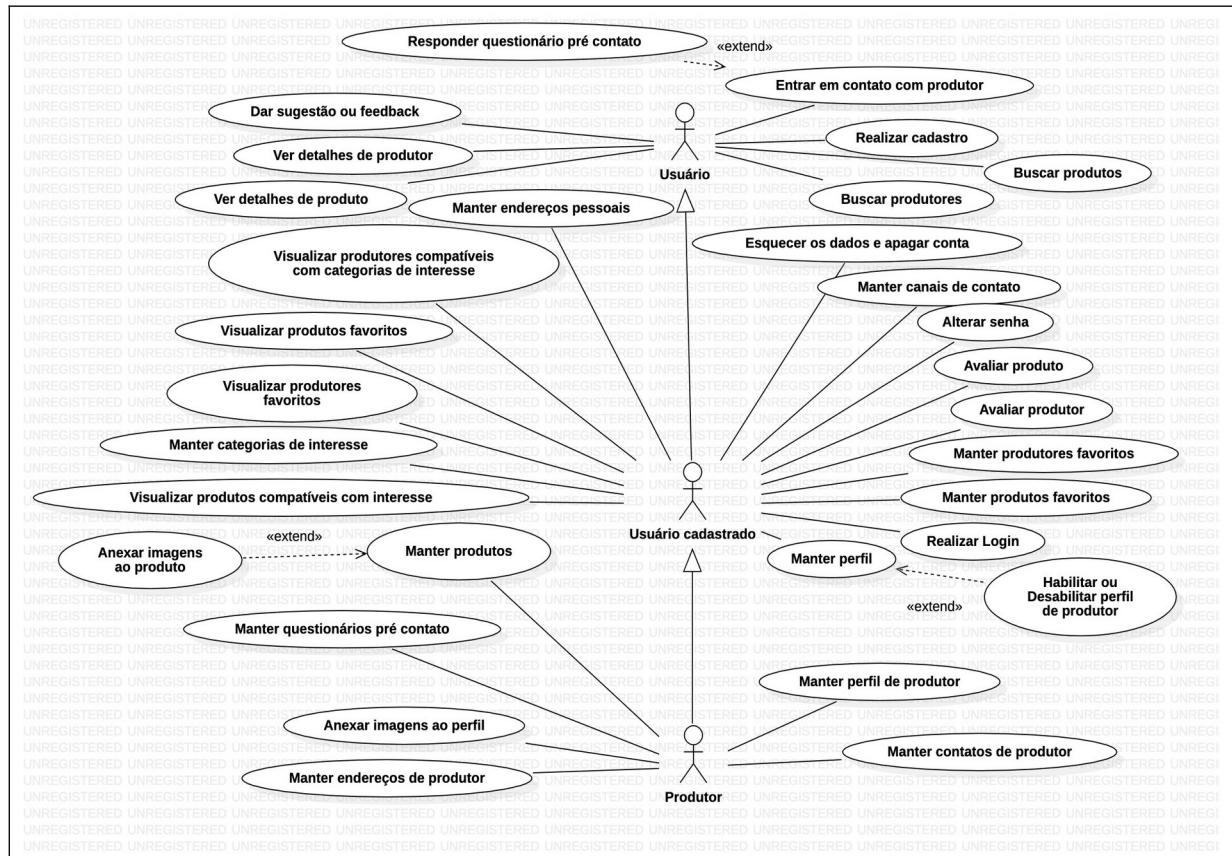 Responder questionário pré contato
«extend»
Entrar em contato com produtor
Dar sugestão ou feedback
Realizar cadastro
Ver detalhes de produtor
Buscar produtos
Usuário
Ver detalhes de produto
Manter endereços pessoais
Buscar produtores
Esquecer os dados e apagar conta
Visualizar produtores compatíveis
com categorias de interesse
Manter canais de contato
Visualizar produtos favoritos
Alterar senha
Avaliar produto
Visualizar produtores
favoritos
Avaliar produtor
Manter categorias de interesse
Manter produtores favoritos
Visualizar produtos compatíveis com interesse
Manter produtos favoritos
Usuário cadastrado
«extend»
Realizar Login
Anexar imagens
ao produto
Manter produtos
Manter perfil
Habilitar ou
Desabilitar perfil
de produtor
«extend»
Manter questionários pré contato
Manter perfil de produtor
Anexar imagens ao perfil
Manter contatos de produtor
Manter endereços de produtor
Produtor